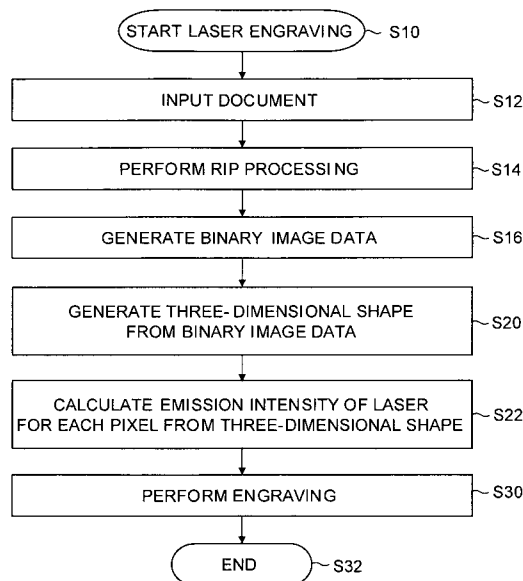 START LASER ENGRAVING S10
INPUT DOCUMENT S12
PERFORM RIP PROCESSING S14
GENERATE BINARY IMAGE DATA S16
GENERATE THREE-DIMENSIONAL SHAPE
FROM BINARY IMAGE DATA S20
CALCULATE EMISSION INTENSITY OF LASER
FOR EACH PIXEL FROM THREE-DIMENSIONAL SHAPE S22
PERFORM ENGRAVING S30
END S32